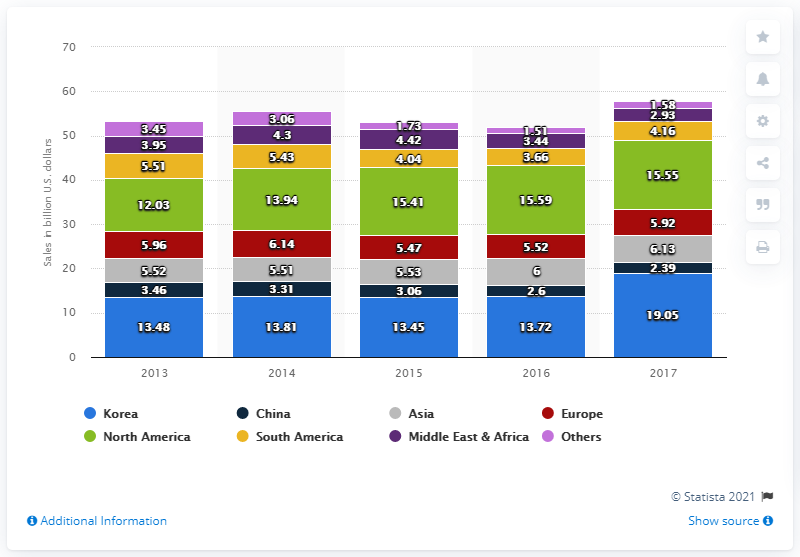 70
60
50
40
30
20
10
0
Sales in billion U.S. dollars
3.45 3.06 1.73 1.51 1.58
3.95 4.3 4.42 3.44 2.93
5.51 5.43 4.04 3.66 4.16
12.03 13.94 15.41 15.59 15.55
5.96 6.14 5.47 5.52 5.92
5.52 5.51 5.53 6 6.13
3.46 3.31 3.06 2.6 2.39
13.48 13.81 13.45 13.72 19.05
2013 2014 2015 2016 2017
Korea China Asia Europe
North America South America Middle East & Africa Others
© Statista 2021
Additional Information Show source